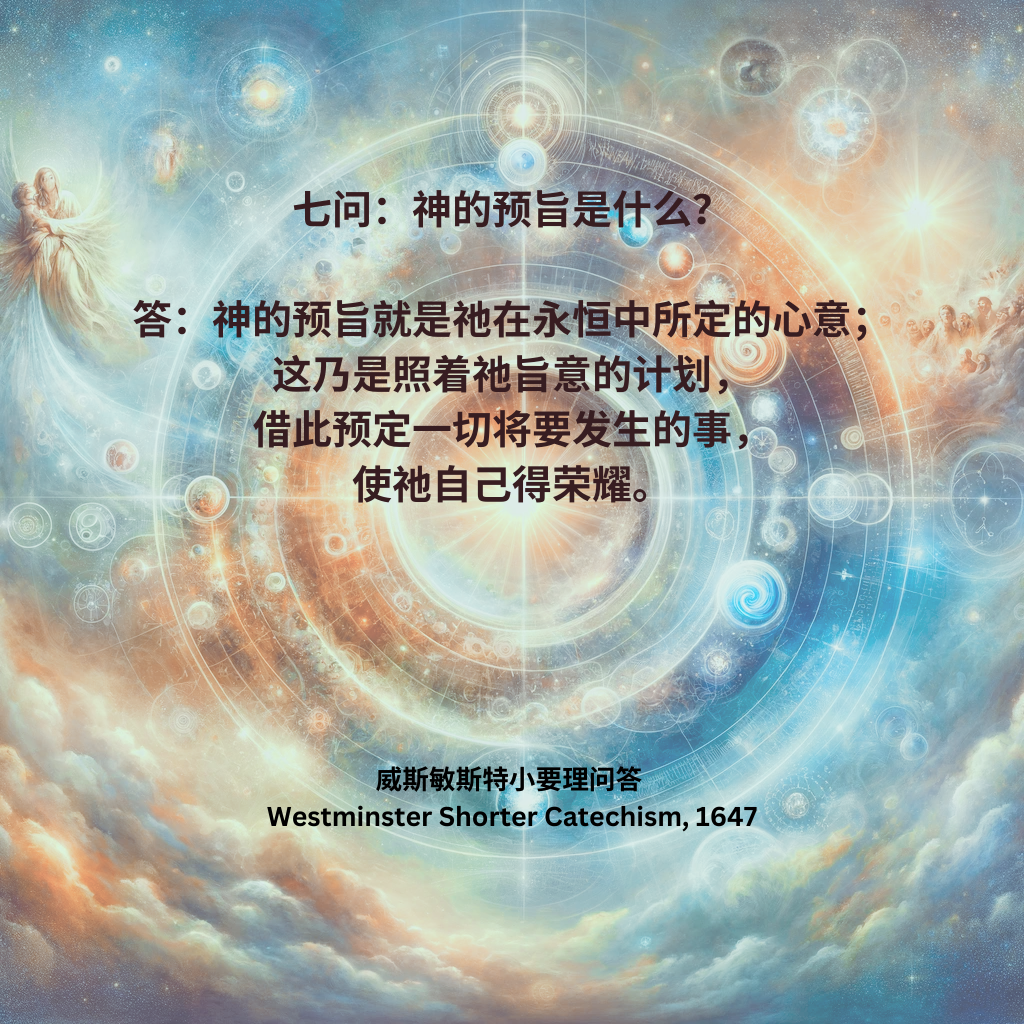 七问：神的预旨是什么？
答：神的预旨就是祂在永恒中所定的心意；
这乃是照着祂旨意的计划，
借此预定一切将要发生的事，
使祂自己得荣耀。
威斯敏斯特小要理问答
Westminster Shorter Catechism, 1647